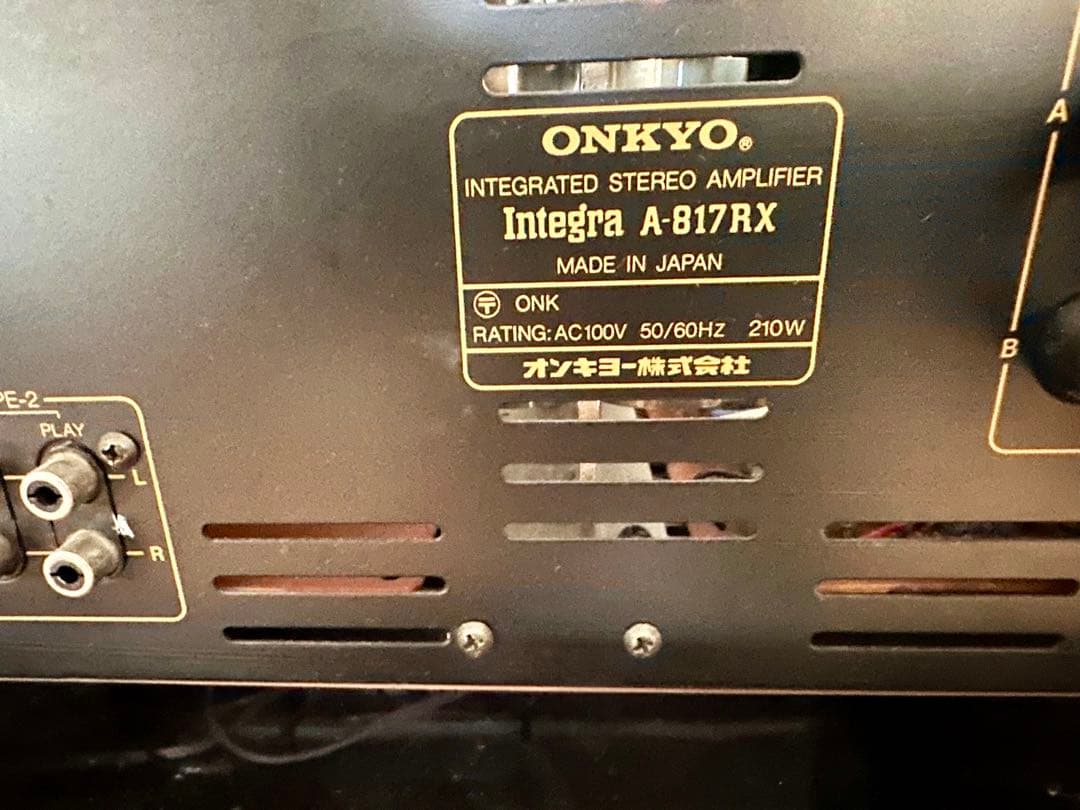 ONKYO®
INTEGRATED STEREO AMPLIFIER
Integra A-817RX
MADE IN JAPAN
〒 ONK
RATING: AC100V 50/60Hz 210W
オンキヨー株式会社
A
B
PE-2
PLAY
L
R